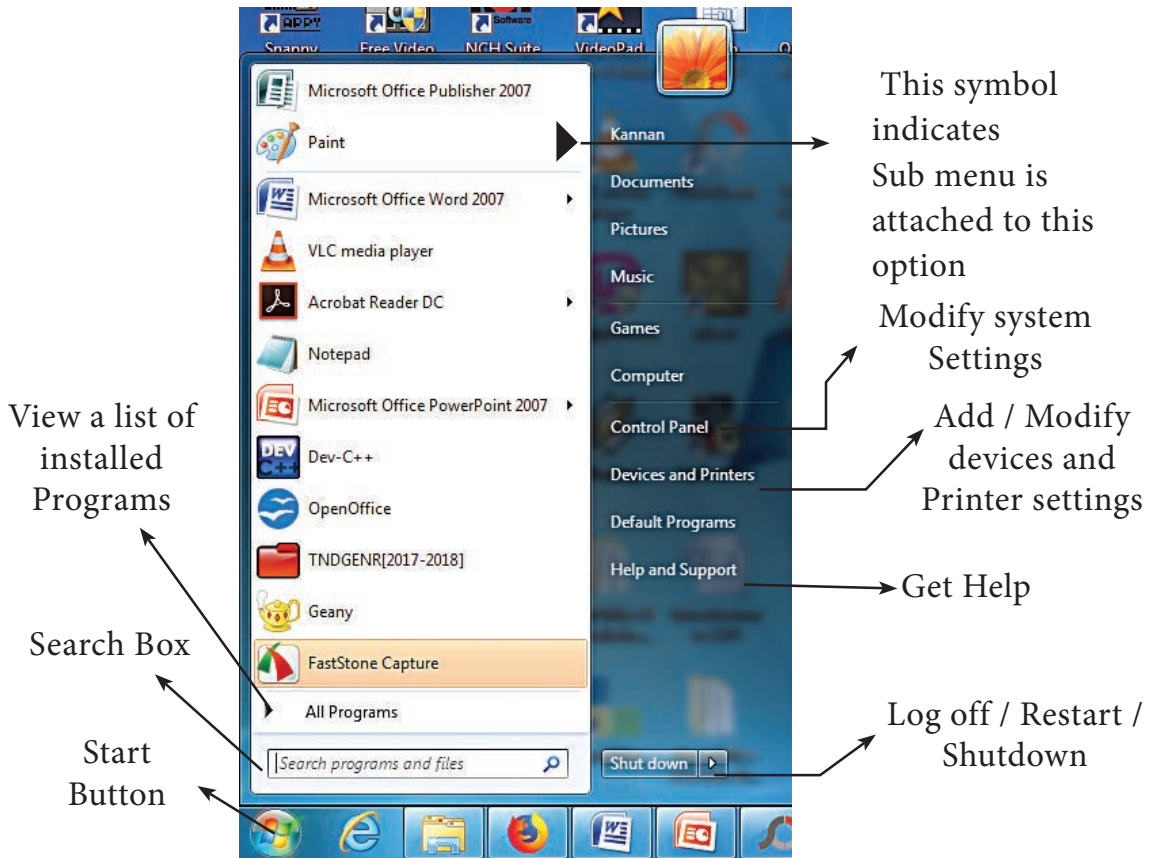 SNAPPY
Software
Snappy
Free Video
NCH Suite
VideoPad
Microsoft Office Publisher 2007
Paint
Microsoft Office Word 2007
VLC media player
Acrobat Reader DC
Notepad
Microsoft Office PowerPoint 2007
DEV
C++
Dev-C++
OpenOffice
TNDGENR[2017-2018]
Geany
FastStone Capture
All Programs
Search programs and files
Kannan
Documents
Pictures
Music
Games
Computer
Control Panel
Devices and Printers
Default Programs
Help and Support
Shut down
View a list of
installed
Programs
Search Box
Start
Button
This symbol
indicates
Sub menu is
attached to this
option
Modify system
Settings
Add / Modify
devices and
Printer settings
Get Help
Log off / Restart /
Shutdown